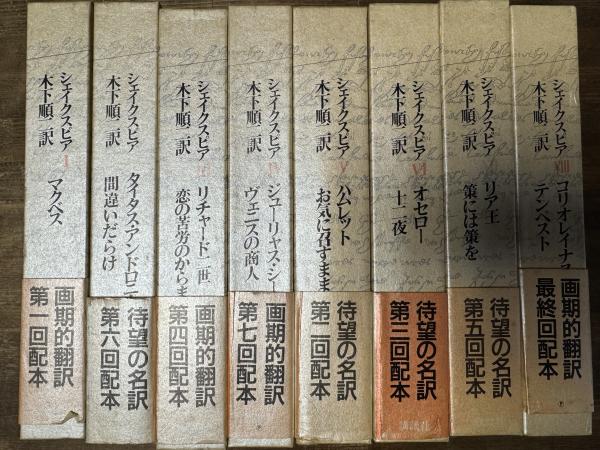 シェイクスピア I
木下順二訳
マクベス
画期的翻訳
第一回配本
シェイクスピア
木下順二訳
タイタス・アンドロニ
間違いだらけ
待望の名訳
第六回配本
シェイクスピア III
木下順二訳
リチャード二世
恋の苦労のからま
画期的翻訳
第四回配本
シェイクスピア IV
木下順二訳
ジューリャス・シー
ヴェニスの商人
画期的翻訳
第七回配本
シェイクスピア V
木下順二訳
ハムレット
お気に召すまま
待望の名訳
第二回配本
シェイクスピア VI
木下順二訳
オセロー
十二夜
待望の名訳
第三回配本
講談社
シェイクスピア
木下順二訳
リア王
策には策を
待望の名訳
第五回配本
シェイクスピア VIII
木下順二訳
コリオレイナス
テンペスト
画期的翻訳
最終回配本